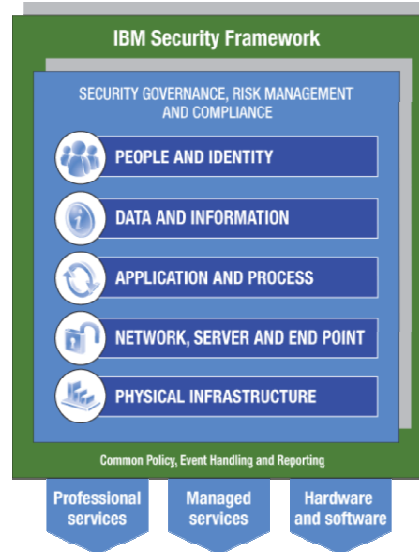 IBM Security Framework
SECURITY GOVERNANCE, RISK MANAGEMENT
AND COMPLIANCE
PEOPLE AND IDENTITY
DATA AND INFORMATION
APPLICATION AND PROCESS
NETWORK, SERVER AND END POINT
PHYSICAL INFRASTRUCTURE
Common Policy, Event Handling and Reporting
Professional
services
Managed
services
Hardware
and software